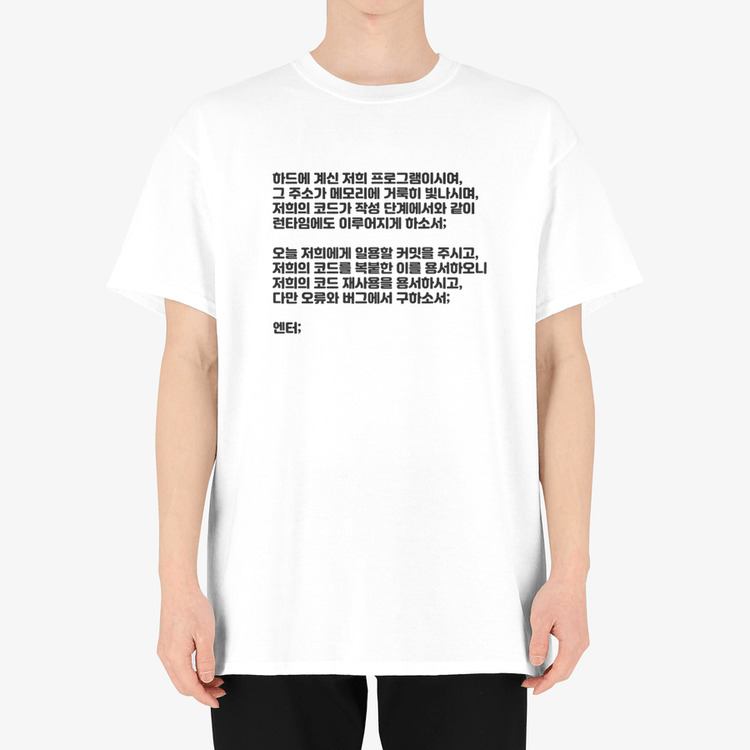 하드에 계신 저희 프로그램이시여,
그 주소가 메모리에 거룩히 빛나시며,
저희의 코드가 작성 단계에서와 같이
런타임에도 이루어지게 하소서;
오늘 저희에게 일용할 커밋을 주시고,
저희의 코드를 복붙한 이를 용서하오니
저희의 코드 재사용을 용서하시고,
다만 오류와 버그에서 구하소서;
엔터;